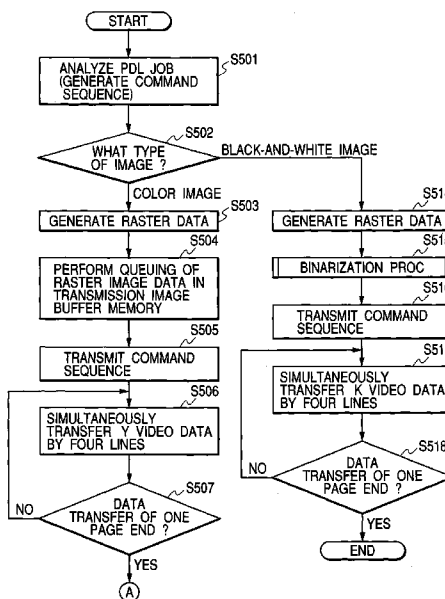 START
S501
ANALYZE PDL JOB
(GENERATE COMMAND
SEQUENCE)
S502
WHAT TYPE
OF IMAGE ?
BLACK-AND-WHITE IMAGE
COLOR IMAGE
S503
GENERATE RASTER DATA
S504
PERFORM QUEUING OF
RASTER IMAGE DATA IN
TRANSMISSION IMAGE
BUFFER MEMORY
S505
TRANSMIT COMMAND
SEQUENCE
S506
SIMULTANEOUSLY
TRANSFER Y VIDEO DATA
BY FOUR LINES
S507
DATA
TRANSFER OF ONE
PAGE END ?
NO
YES
A
S51
GENERATE RASTER DATA
S51
BINARIZATION PROC
S51
TRANSMIT COMMAND
SEQUENCE
S51
SIMULTANEOUSLY
TRANSFER K VIDEO DATA
BY FOUR LINES
S518
DATA
TRANSFER OF ONE
PAGE END ?
NO
YES
END